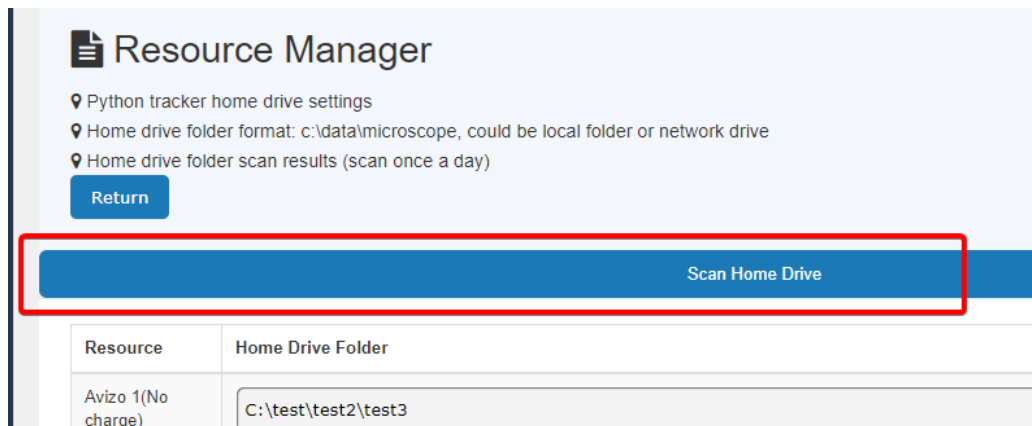 Resource Manager
Python tracker home drive settings
Home drive folder format: c:\data\microscope, could be local folder or network drive
Home drive folder scan results (scan once a day)
Return
Scan Home Drive
Resource Home Drive Folder
Avizo 1(No
charge)
C:\test\test2\test3